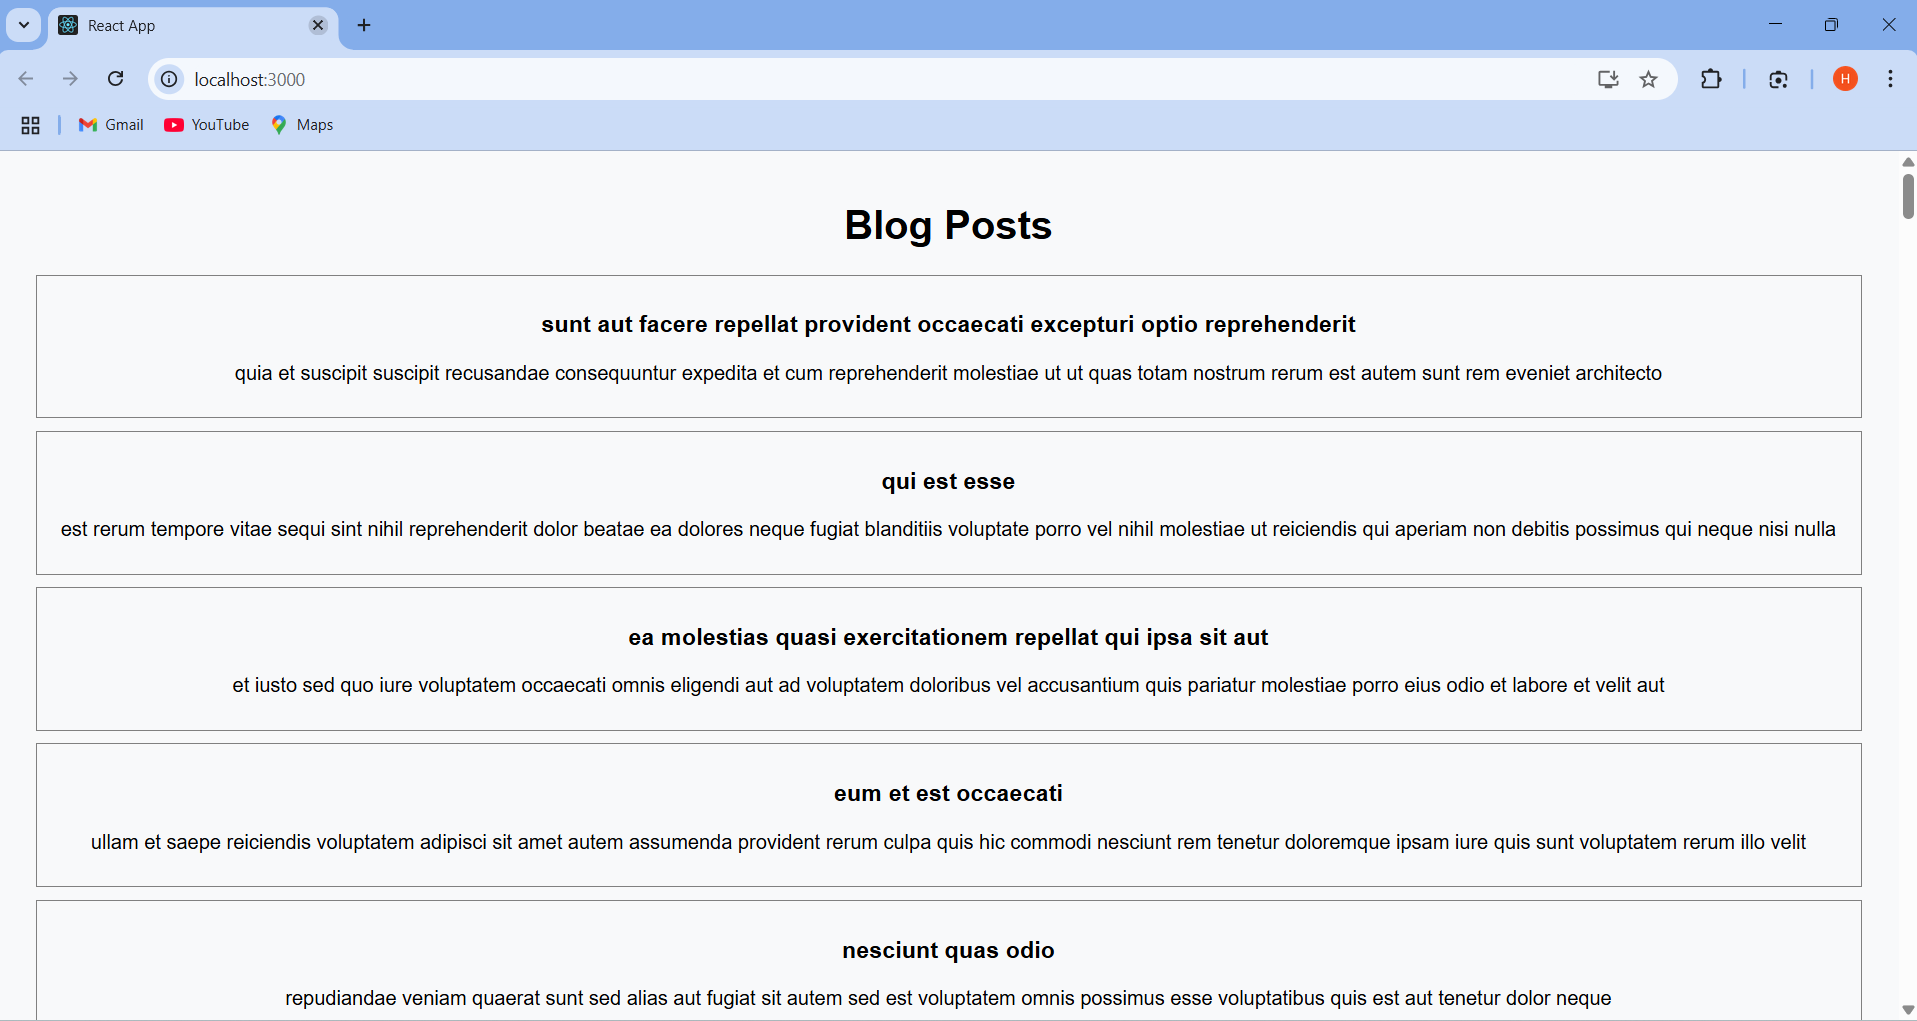 React App
localhost:3000
H
Gmail
YouTube
Maps
Blog Posts
sunt aut facere repellat provident occaecati excepturi optio reprehenderit
quia et suscipit suscipit recusandae consequuntur expedita et cum reprehenderit molestiae ut ut quas totam nostrum rerum est autem sunt rem eveniet architecto
qui est esse
est rerum tempore vitae sequi sint nihil reprehenderit dolor beatae ea dolores neque fugiat blanditiis voluptate porro vel nihil molestiae ut reiciendis qui aperiam non debitis possimus qui neque nisi nulla
ea molestias quasi exercitationem repellat qui ipsa sit aut
et iusto sed quo iure voluptatem occaecati omnis eligendi aut ad voluptatem doloribus vel accusantium quis pariatur molestiae porro eius odio et labore et velit aut
eum et est occaecati
ullam et saepe reiciendis voluptatem adipisci sit amet autem assumenda provident rerum culpa quis hic commodi nesciunt rem tenetur doloremque ipsam iure quis sunt voluptatem rerum illo velit
nesciunt quas odio
repudiandae veniam quaerat sunt sed alias aut fugiat sit autem sed est voluptatem omnis possimus esse voluptatibus quis est aut tenetur dolor neque